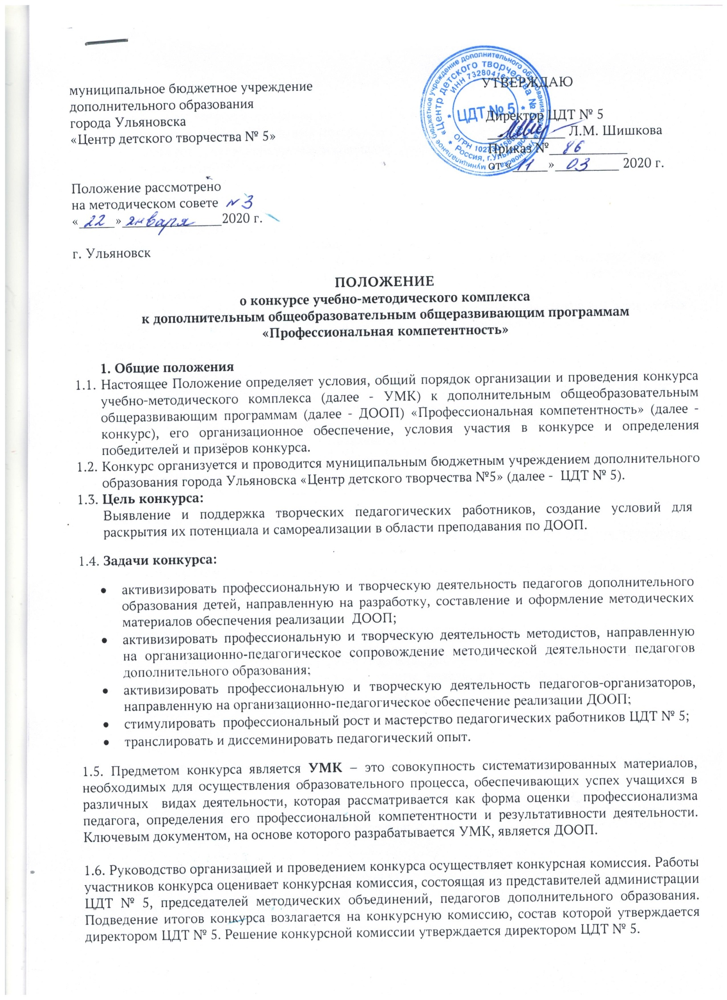 муниципальное бюджетное учреждение
дополнительного образования
города Ульяновска
«Центр детского творчества № 5»
УТВЕРЖДАЮ
Директор ЦДТ № 5
____________ Л.М. Шишкова
Приказ № 86
от « 11 » 03 2020 г.
муниципальное бюджетное учреждение дополнительного образования города Ульяновска
«Центр детского творчества № 5»
ИНН
ЦДТ № 5
ОГРН
Россия, г.Ульяновск
Положение рассмотрено
на методическом совете № 3
« 22 » января 2020 г.
г. Ульяновск
ПОЛОЖЕНИЕ
о конкурсе учебно-методического комплекса
к дополнительным общеобразовательным общеразвивающим программам
«Профессиональная компетентность»
1. Общие положения
1.1. Настоящее Положение определяет условия, общий порядок организации и проведения конкурса
учебно-методического комплекса (далее - УМК) к дополнительным общеобразовательным
общеразвивающим программам (далее - ДООП) «Профессиональная компетентность» (далее -
конкурс), его организационное обеспечение, условия участия в конкурсе и определения
победителей и призёров конкурса.
1.2. Конкурс организуется и проводится муниципальным бюджетным учреждением дополнительного
образования города Ульяновска «Центр детского творчества №5» (далее - ЦДТ № 5).
1.3. Цель конкурса:
Выявление и поддержка творческих педагогических работников, создание условий для
раскрытия их потенциала и самореализации в области преподавания по ДООП.
1.4. Задачи конкурса:
• активизировать профессиональную и творческую деятельность педагогов дополнительного
образования детей, направленную на разработку, составление и оформление методических
материалов обеспечения реализации ДООП;
• активизировать профессиональную и творческую деятельность методистов, направленную
на организационно-педагогическое сопровождение методической деятельности педагогов
дополнительного образования;
• активизировать профессиональную и творческую деятельность педагогов-организаторов,
направленную на организационно-педагогическое обеспечение реализации ДООП;
• стимулировать профессиональный рост и мастерство педагогических работников ЦДТ № 5;
• транслировать и диссеминировать педагогический опыт.
1.5. Предметом конкурса является УМК – это совокупность систематизированных материалов,
необходимых для осуществления образовательного процесса, обеспечивающих успех учащихся в
различных видах деятельности, которая рассматривается как форма оценки профессионализма
педагога, определения его профессиональной компетентности и результативности деятельности.
Ключевым документом, на основе которого разрабатывается УМК, является ДООП.
1.6. Руководство организацией и проведением конкурса осуществляет конкурсная комиссия. Работы
участников конкурса оценивает конкурсная комиссия, состоящая из представителей администрации
ЦДТ № 5, председателей методических объединений, педагогов дополнительного образования.
Подведение итогов конкурса возлагается на конкурсную комиссию, состав которой утверждается
директором ЦДТ № 5. Решение конкурсной комиссии утверждается директором ЦДТ № 5.